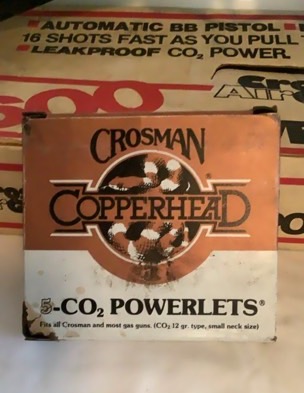 AUTOMATIC BB PISTOL
16 SHOTS FAST AS YOU PULL
LEAKPROOF CO₂ POWER.
CROSMAN
COPPERHEAD
5-CO₂ POWERLETS®
Fits all Crosman and most gas guns. (CO₂ 12 gr. type, small neck size)